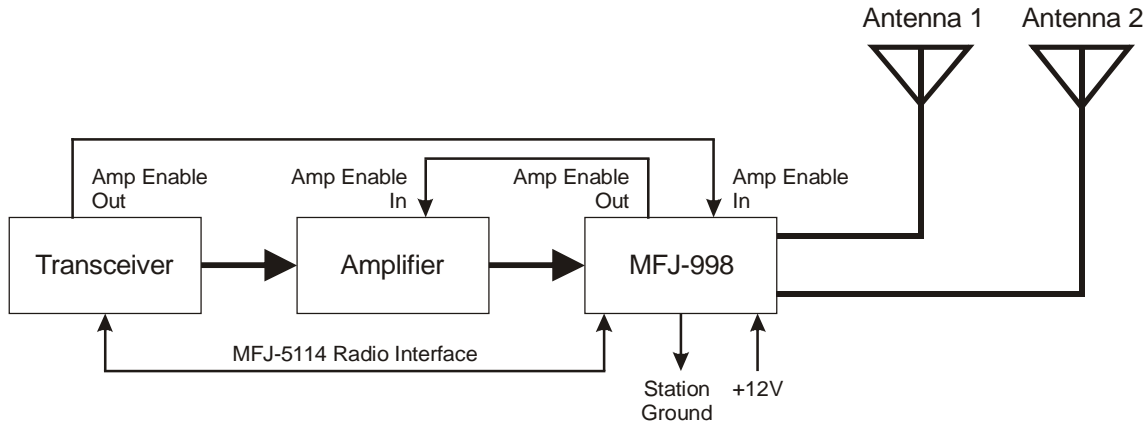 Antenna 1
Antenna 2
Amp Enable
Out
Amp Enable
In
Amp Enable
Out
Amp Enable
In
Transceiver
Amplifier
MFJ-998
MFJ-5114 Radio Interface
Station
Ground
+12V